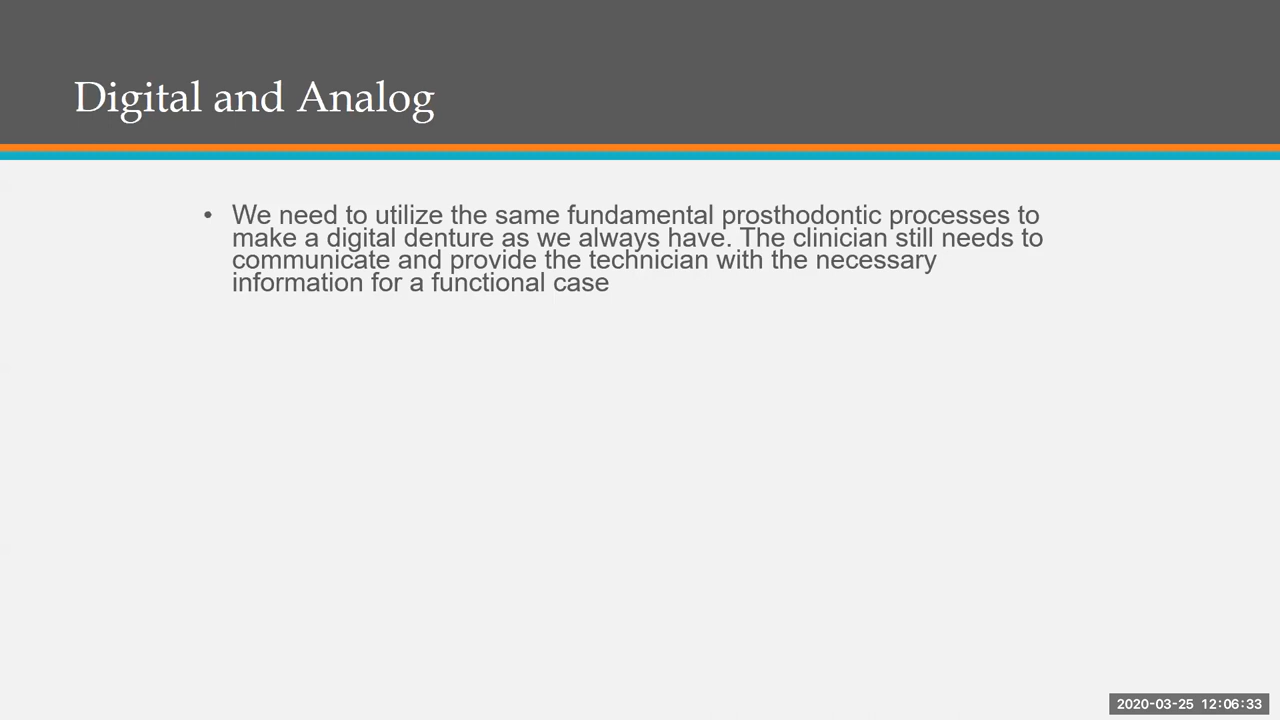 Digital and Analog
• We need to utilize the same fundamental prosthodontic processes to
make a digital denture as we always have. The clinician still needs to
communicate and provide the technician with the necessary
information for a functional case
2020-03-25 12:06:33